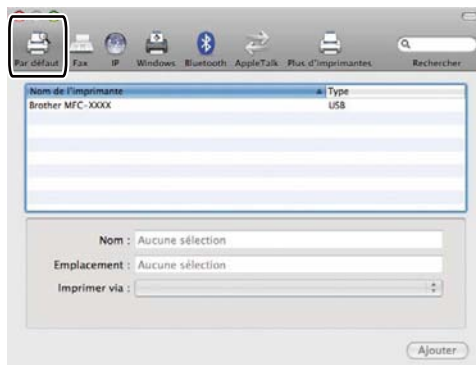 Par défaut Fax IP Windows Bluetooth AppleTalk Plus d'imprimantes Rechercher
Nom de l'imprimante Type
Brother MFC-XXXX USB
Nom : Aucune sélection
Emplacement : Aucune sélection
Imprimer via :
Ajouter